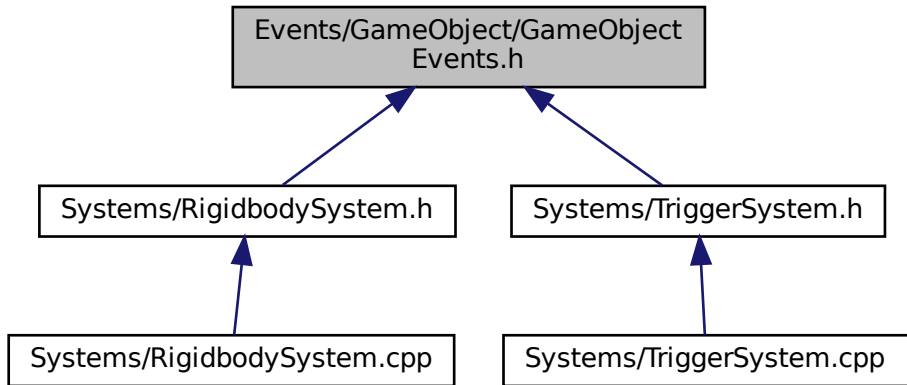 Events/GameObject/GameObject
Events.h
Systems/RigidbodySystem.h
Systems/TriggerSystem.h
Systems/RigidbodySystem.cpp
Systems/TriggerSystem.cpp